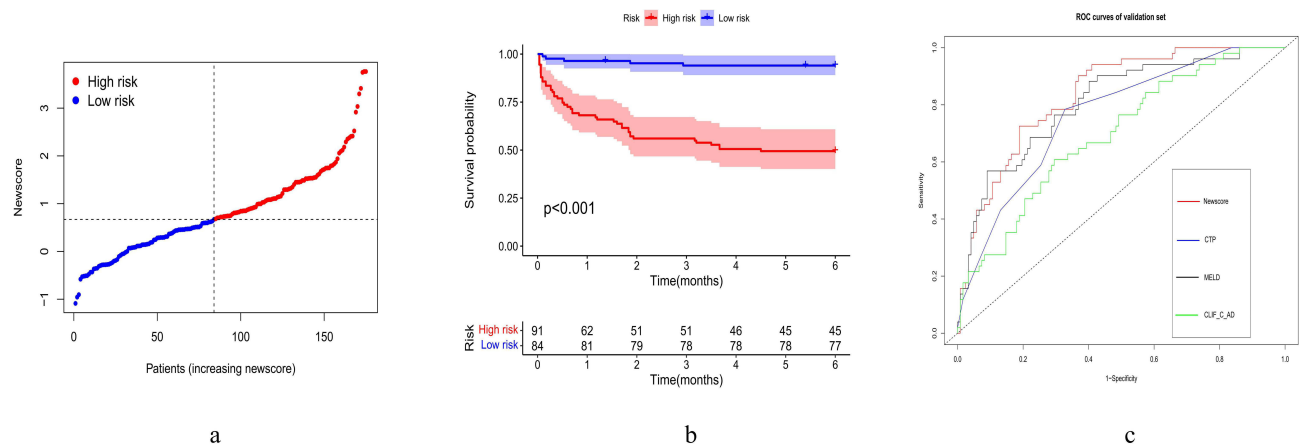 High risk
Low risk
Newscore
3
2
1
0
−1
0 50 100 150
Patients (increasing newscore)
a
Risk High risk Low risk
Survival probability
1.00
0.75
0.50
0.25
0.00
p<0.001
0 1 2 3 4 5 6
Time(months)
Risk
High risk 91 62 51 51 46 45 45
Low risk 84 81 79 78 78 78 77
0 1 2 3 4 5 6
Time(months)
b
ROC curves of validation set
Sensitivity
1.0
0.8
0.6
0.4
0.2
0.0
Newscore
CTP
MELD
CLIF_C_AD
0.0 0.2 0.4 0.6 0.8 1.0
1−Specificity
c